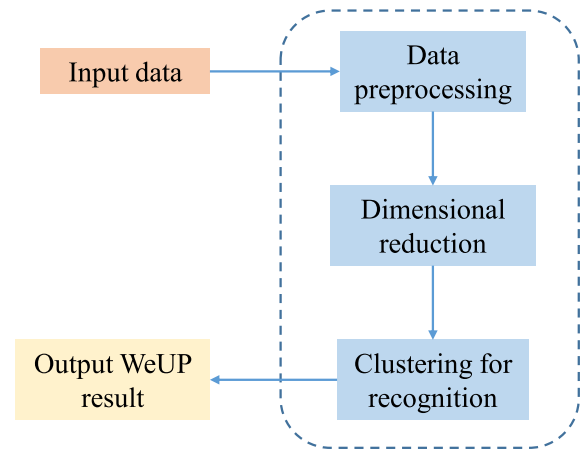 Input data
Data
preprocessing
Dimensional
reduction
Clustering for
recognition
Output WeUP
result